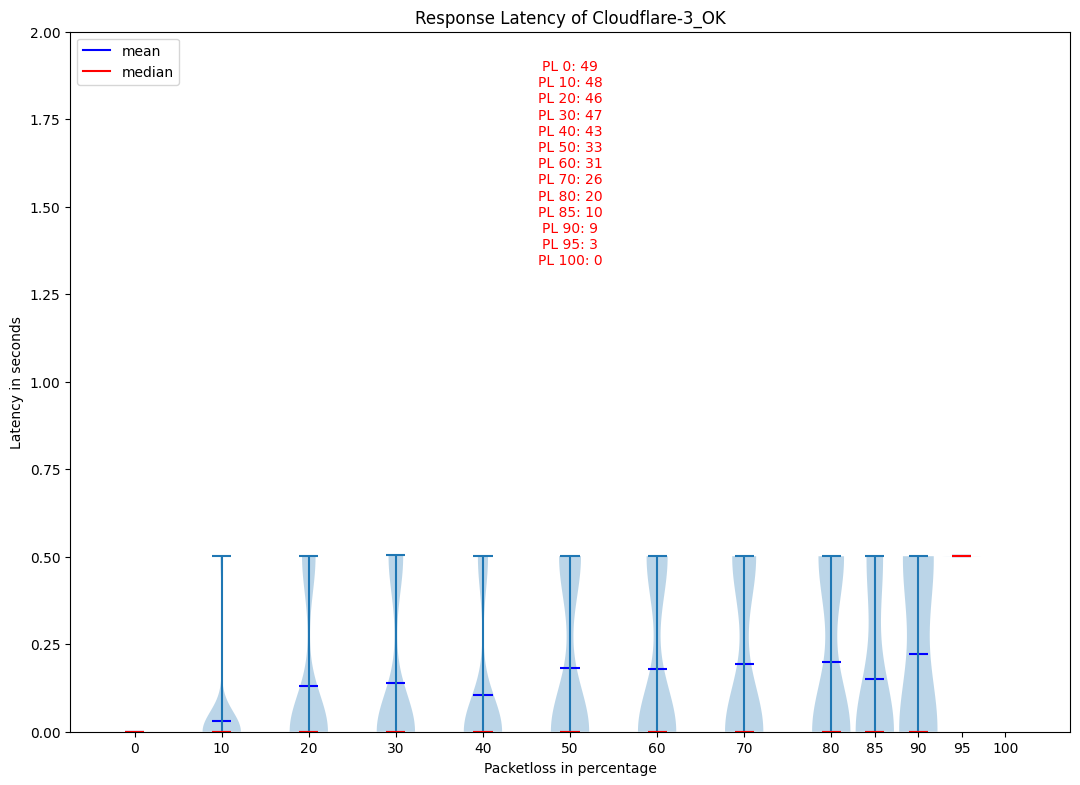 Response Latency of Cloudflare-3_OK
mean
median
PL 0: 49
PL 10: 48
PL 20: 46
PL 30: 47
PL 40: 43
PL 50: 33
PL 60: 31
PL 70: 26
PL 80: 20
PL 85: 10
PL 90: 9
PL 95: 3
PL 100: 0
Latency in seconds
2.00
1.75
1.50
1.25
1.00
0.75
0.50
0.25
0.00
0 10 20 30 40 50 60 70 80 85 90 95 100
Packetloss in percentage